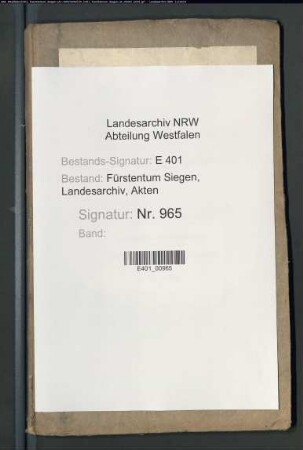 Landesarchiv NRW
Abteilung Westfalen
Bestands-Signatur: E 401
Bestand: Fürstentum Siegen,
Landesarchiv, Akten
Signatur: Nr. 965
Band:
E401_00965